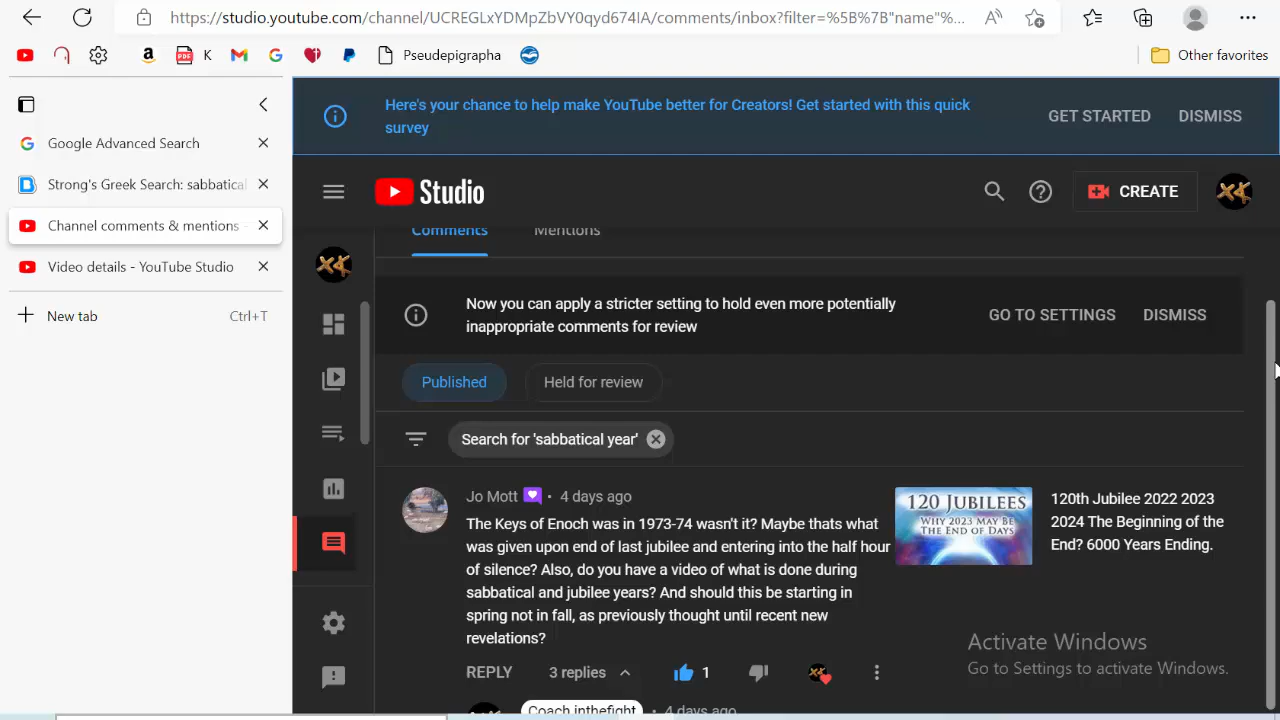 https://studio.youtube.com/channel/UCREGLxYDMpZbVY0qyd674IA/comments/inbox?filter=%5B%7B"name"%...
K
Pseudepigrapha
Other favorites
Google Advanced Search
Strong's Greek Search: sabbatical
Channel comments & mentions
Video details - YouTube Studio
New tab
Ctrl+T
Here's your chance to help make YouTube better for Creators! Get started with this quick
survey
GET STARTED
DISMISS
Studio
CREATE
Comments
Mentions
Now you can apply a stricter setting to hold even more potentially
inappropriate comments for review
GO TO SETTINGS
DISMISS
Published
Held for review
Search for 'sabbatical year'
Jo Mott • 4 days ago
The Keys of Enoch was in 1973-74 wasn't it? Maybe thats what
was given upon end of last jubilee and entering into the half hour
of silence? Also, do you have a video of what is done during
sabbatical and jubilee years? And should this be starting in
spring not in fall, as previously thought until recent new
revelations?
120 JUBILEES
WHY 2023 MAY BE
THE END OF DAYS
120th Jubilee 2022 2023
2024 The Beginning of the
End? 6000 Years Ending.
REPLY
3 replies
1
Coach inthefight • 4 days ago
Activate Windows
Go to Settings to activate Windows.